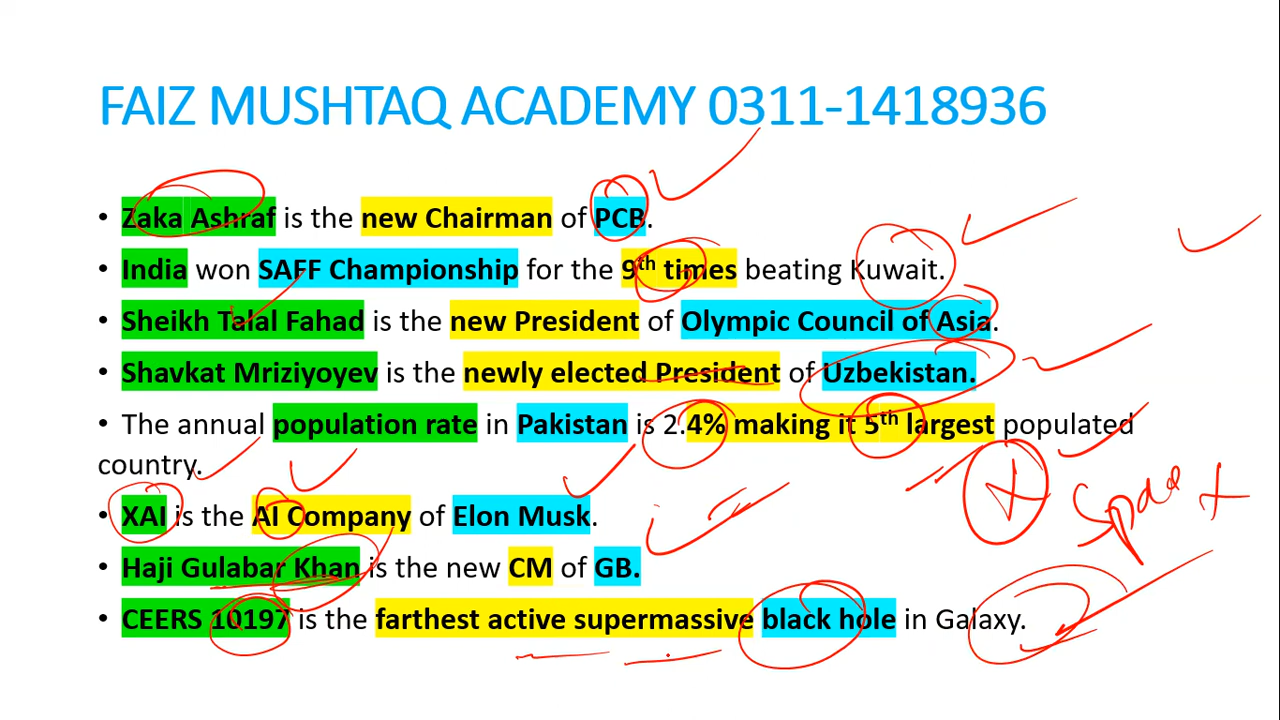 FAIZ MUSHTAQ ACADEMY 0311-1418936
• Zaka Ashraf is the new Chairman of PCB.
• India won SAFF Championship for the 9th times beating Kuwait.
• Sheikh Talal Fahad is the new President of Olympic Council of Asia.
• Shavkat Mriziyoyev is the newly elected President of Uzbekistan.
• The annual population rate in Pakistan is 2.4% making it 5th largest populated
country.
• XAI is the AI Company of Elon Musk.
• Haji Gulabar Khan is the new CM of GB.
• CEERS 10197 is the farthest active supermassive black hole in Galaxy.
X